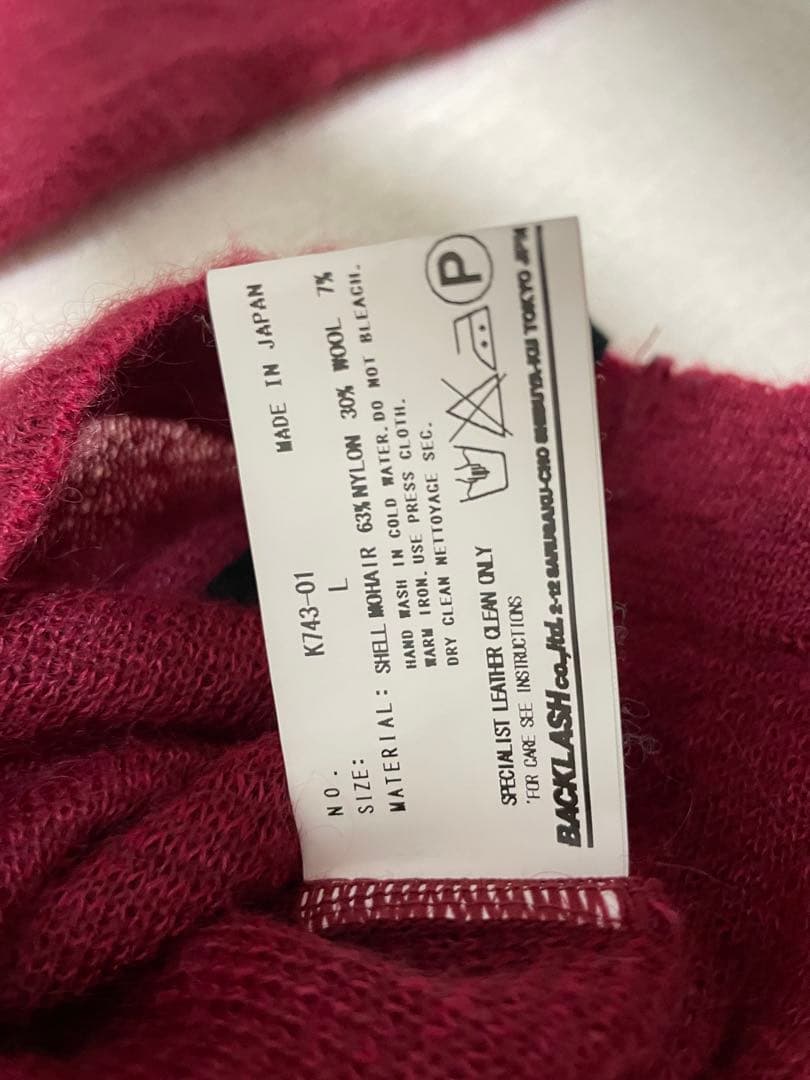 MADE IN JAPAN
NO. K743-01
SIZE: L
MATERIAL: SHELL MOHAIR 63% NYLON 30% WOOL 7%
HAND WASH IN COLD WATER. DO NOT BLEACH.
WARM IRON. USE PRESS CLOTH.
DRY CLEAN NETTOYAGE SEC.
P
SPECIALIST LEATHER CLEAN ONLY
*FOR CARE SEE INSTRUCTIONS
BACKLASH co.,ltd. 2-12 SARUGAKU-CHO SHIBUYA-KU TOKYO JPN